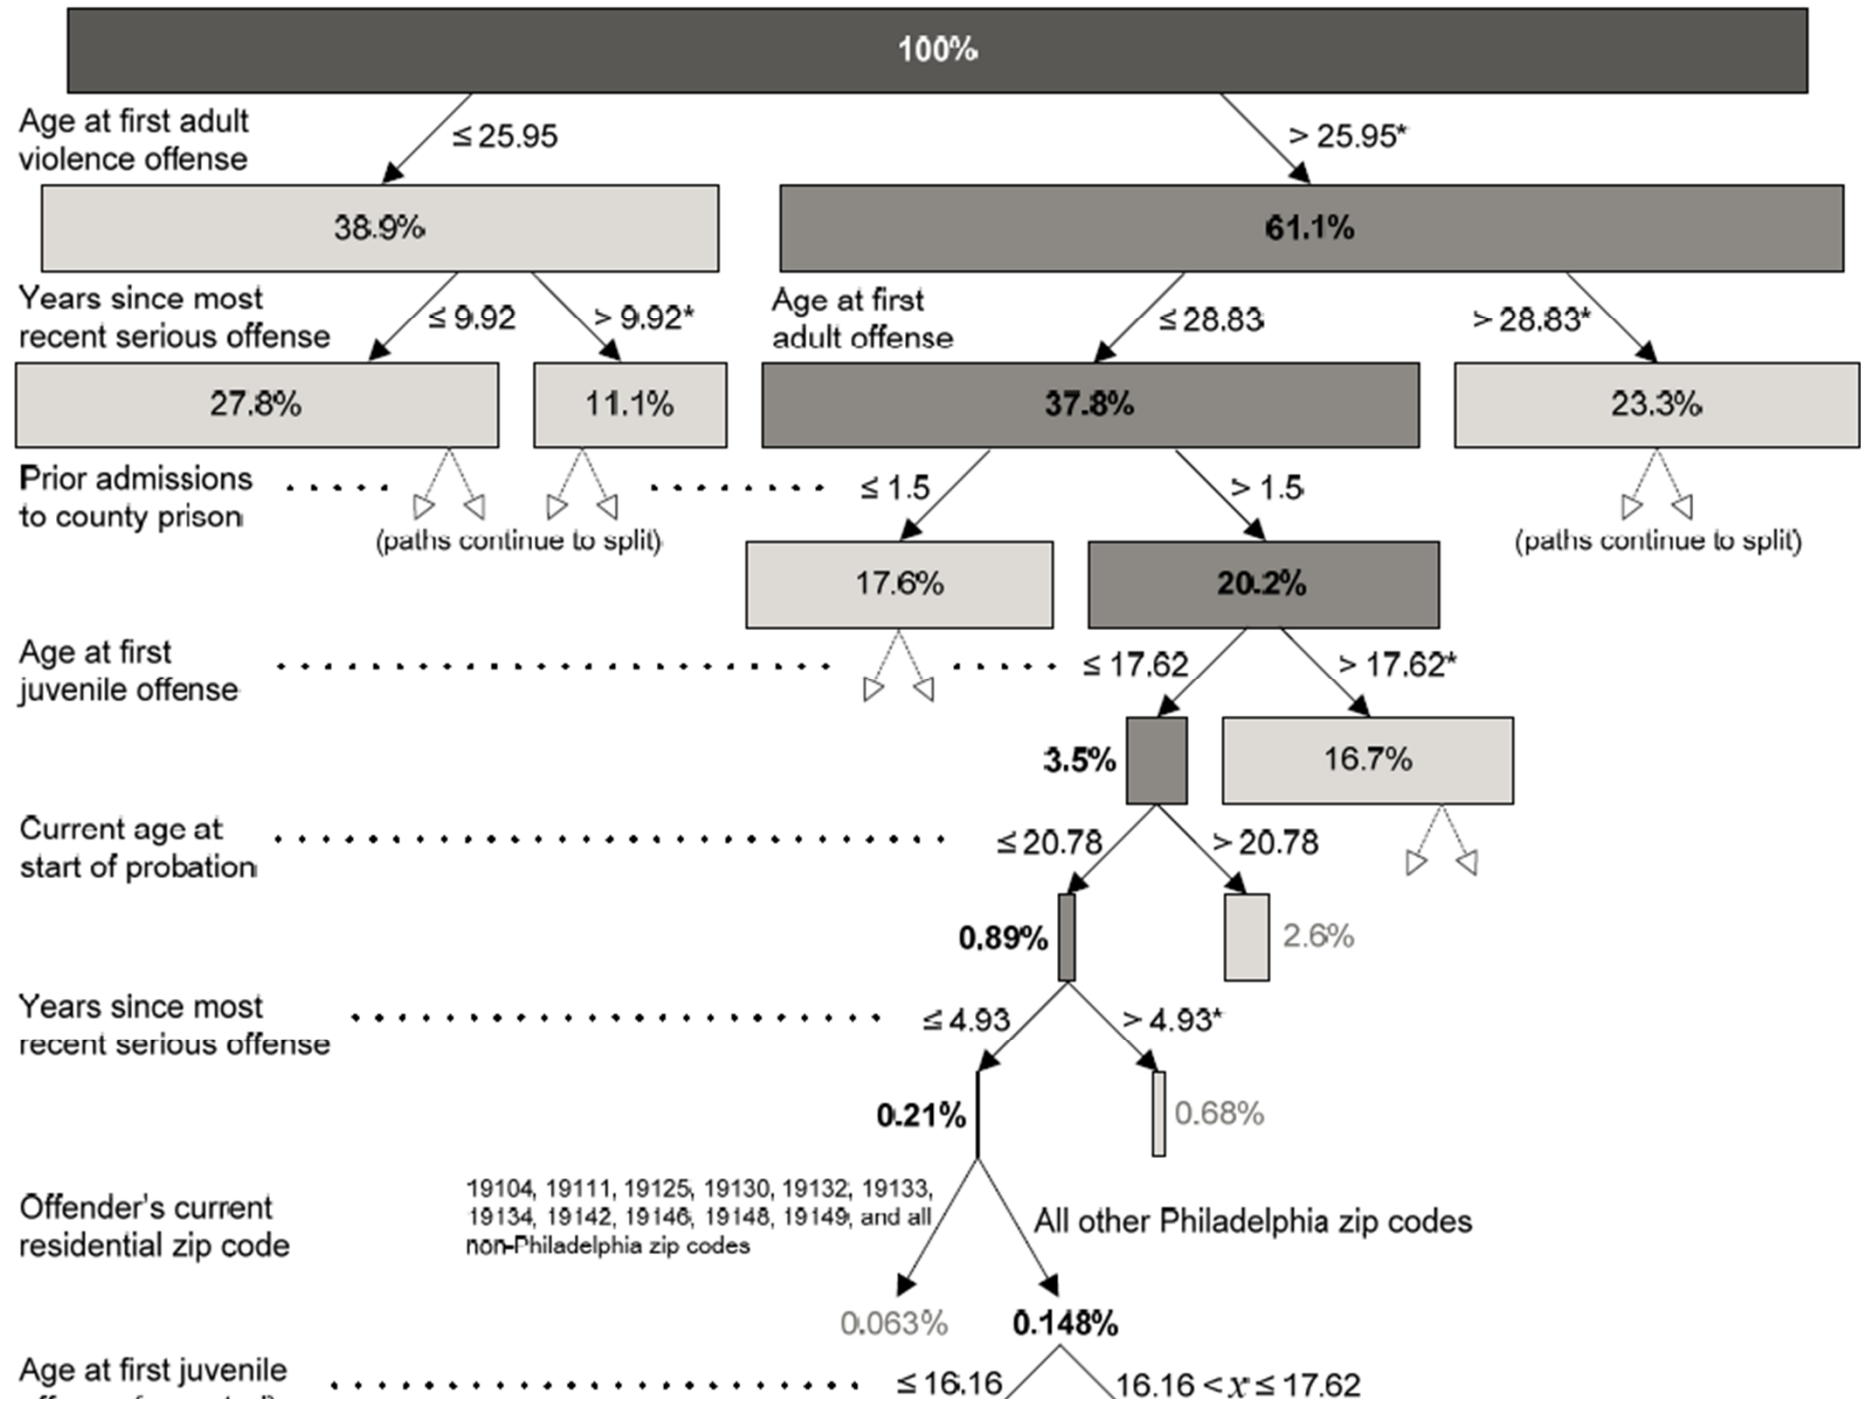 100%
Age at first adult
violence offense
≤ 25.95
> 25.95*
38.9%
61.1%
Years since most
recent serious offense
≤ 9.92
> 9.92*
Age at first
adult offense
≤ 28.83
> 28.83*
27.8%
11.1%
37.8%
23.3%
Prior admissions
to county prison
≤ 1.5
> 1.5
(paths continue to split)
(paths continue to split)
17.6%
20.2%
Age at first
juvenile offense
≤ 17.62
> 17.62*
3.5%
16.7%
Current age at
start of probation
≤ 20.78
> 20.78
0.89%
2.6%
Years since most
recent serious offense
≤ 4.93
> 4.93*
0.21%
0.68%
Offender's current
residential zip code
19104, 19111, 19125, 19130, 19132, 19133,
19134, 19142, 19146, 19148, 19149, and all
non-Philadelphia zip codes
All other Philadelphia zip codes
0.063%
0.148%
Age at first juvenile
≤ 16.16
16.16 < x ≤ 17.62